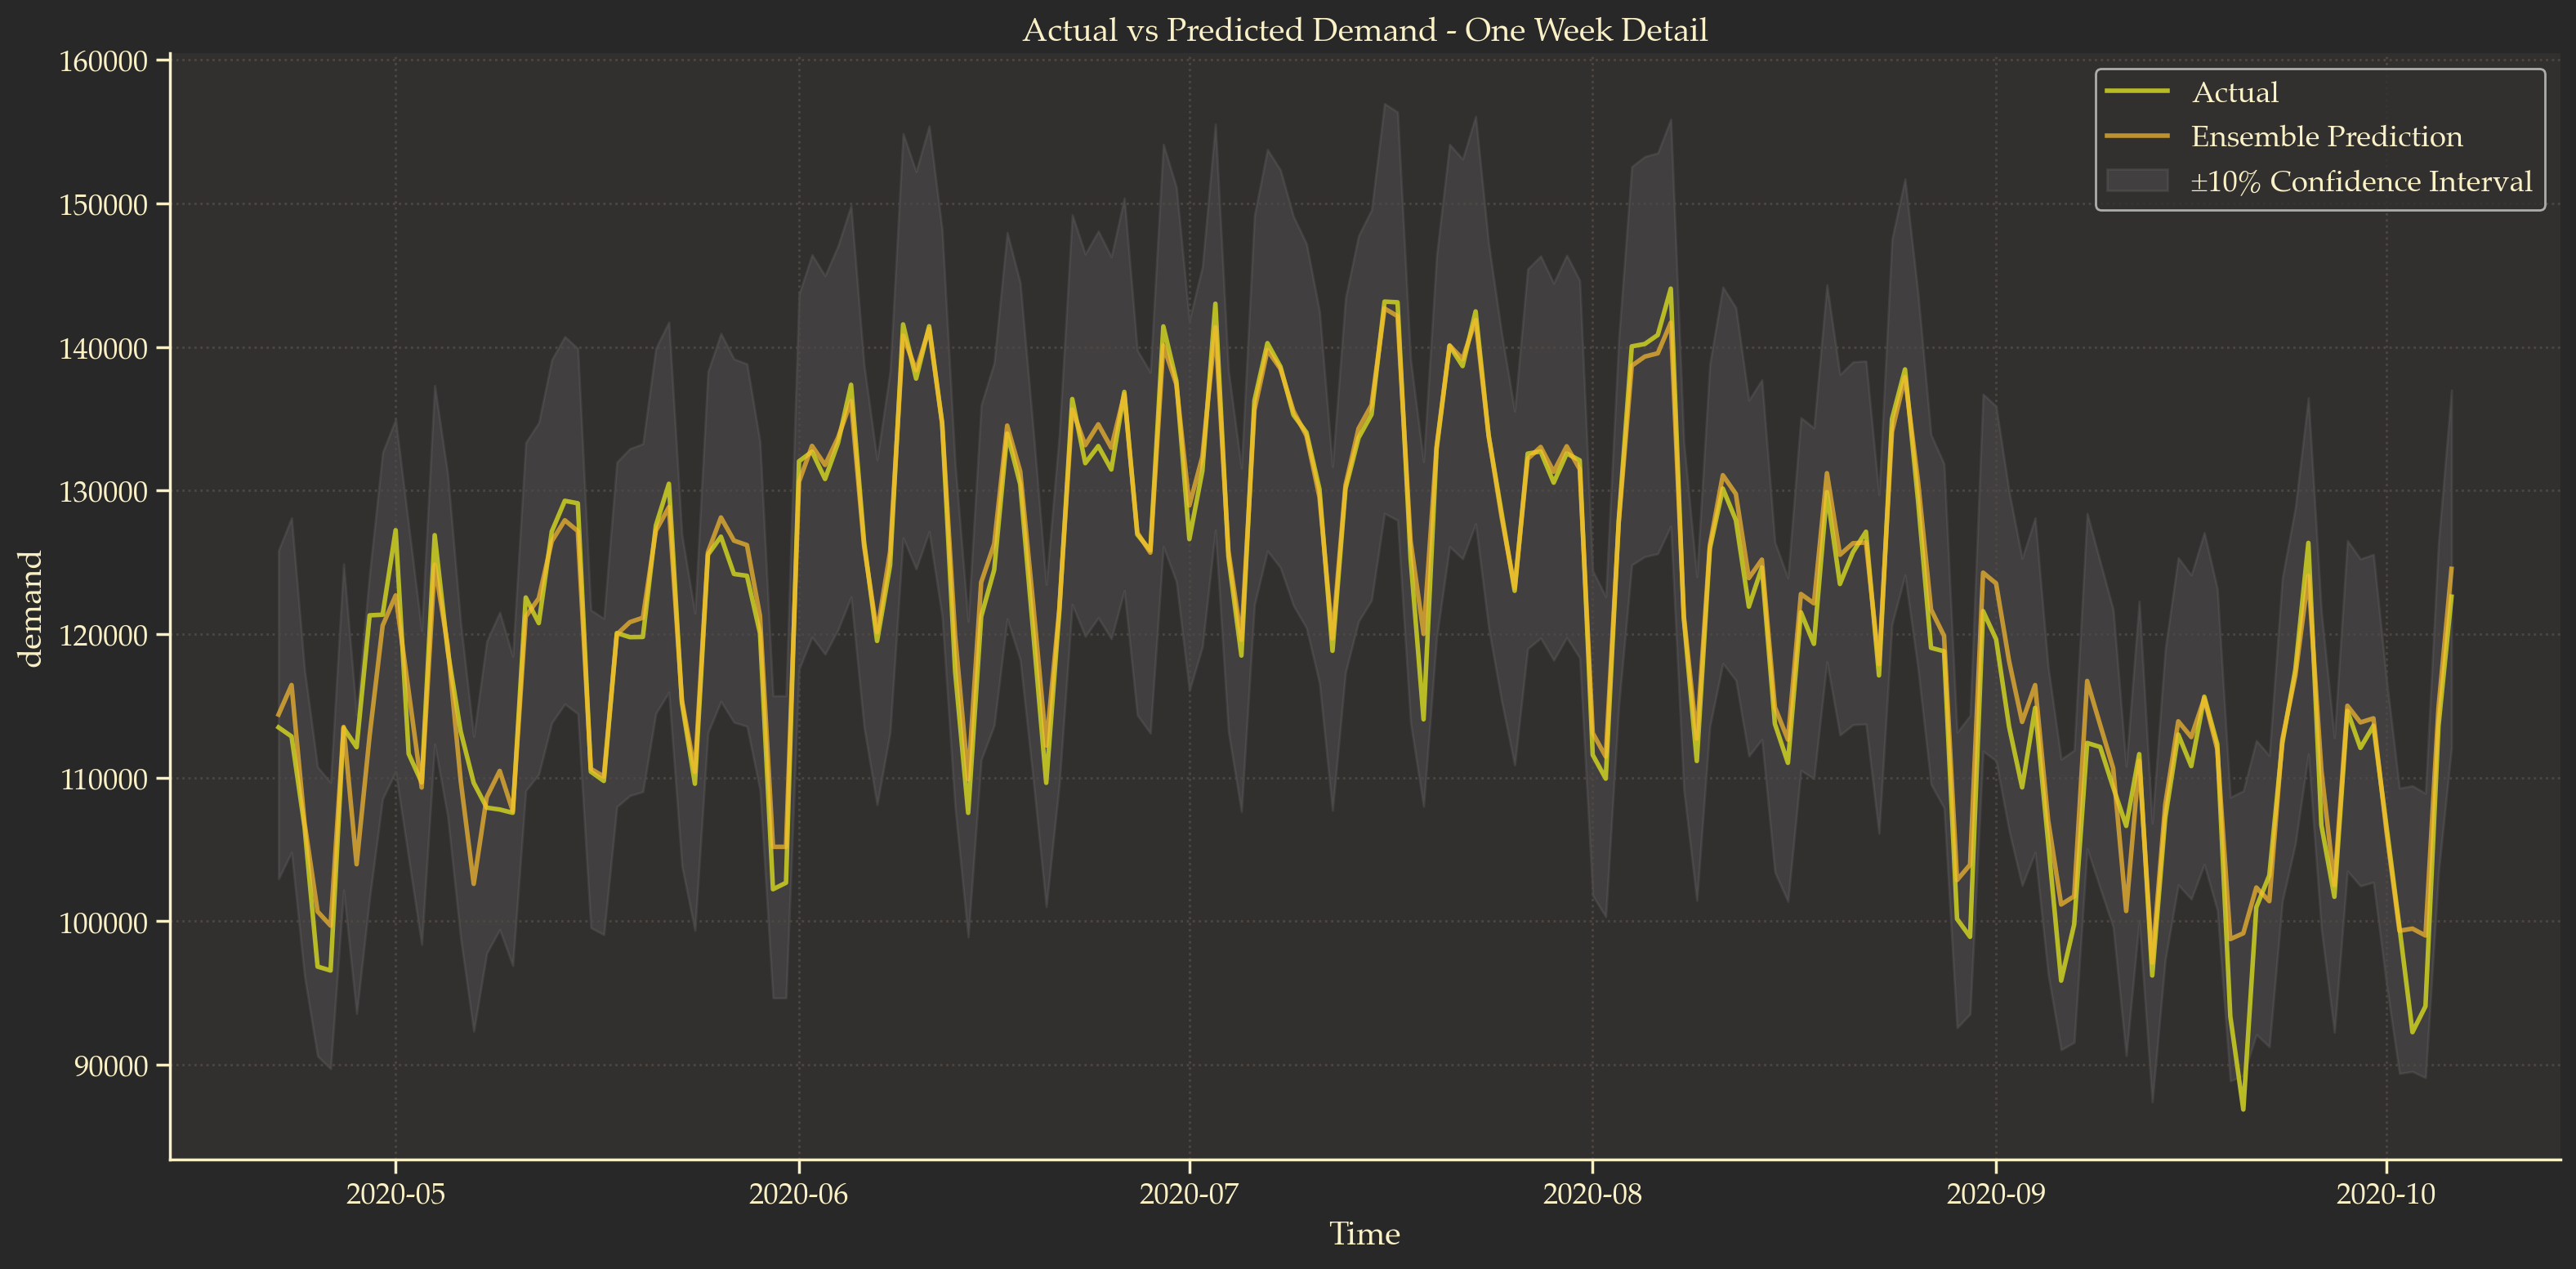 Actual vs Predicted Demand - One Week Detail
160000
150000
140000
130000
120000
110000
100000
90000
demand
Actual
Ensemble Prediction
±10% Confidence Interval
2020-05
2020-06
2020-07
2020-08
2020-09
2020-10
Time